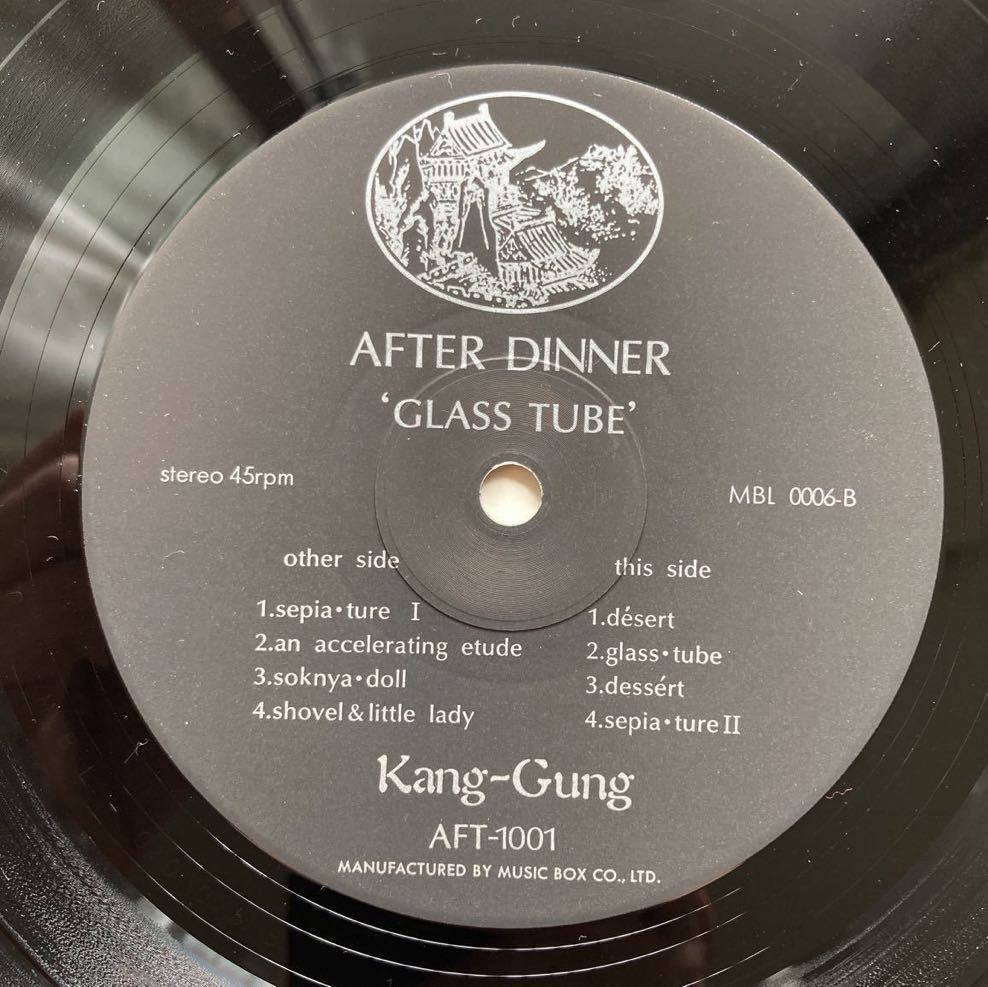 AFTER DINNER
‘GLASS TUBE’
stereo 45rpm
MBL 0006-B
other side
1.sepia•ture I
2.an accelerating etude
3.soknya•doll
4.shovel & little lady
this side
1.désert
2.glass•tube
3.dessért
4.sepia•ture II
Kang-Gung
AFT-1001
MANUFACTURED BY MUSIC BOX CO., LTD.